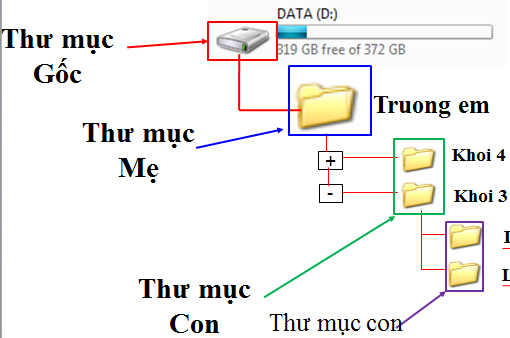 DATA (D:)
319 GB free of 372 GB
Thư mục
Gốc
Truong em
Thư mục
Mẹ
+
Khoi 4
-
Khoi 3
Thư mục
Con
Thư mục con